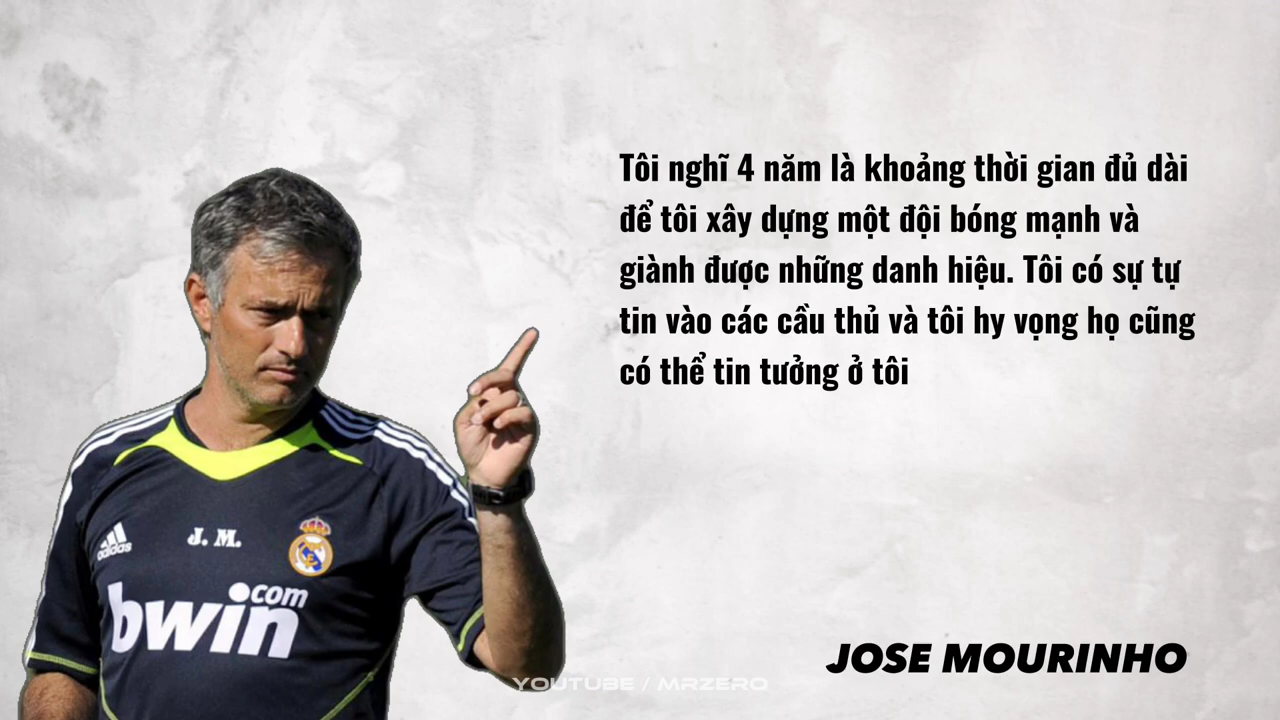 Tôi nghĩ 4 năm là khoảng thời gian đủ dài
để tôi xây dựng một đội bóng mạnh và
giành được những danh hiệu. Tôi có sự tự
tin vào các cầu thủ và tôi hy vọng họ cũng
có thể tin tưởng ở tôi
adidas
J. M.
bwin.com
JOSE MOURINHO
YOUTUBE / MRZERO